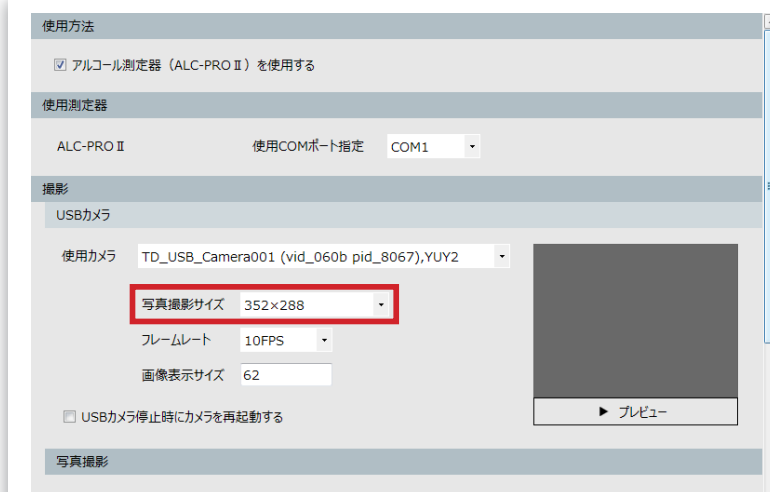 使用方法
アルコール測定器（ALC-PROⅡ）を使用する
使用測定器
ALC-PROⅡ 使用COMポート指定 COM1
撮影
USBカメラ
使用カメラ TD_USB_Camera001 (vid_060b pid_8067),YUY2
写真撮影サイズ 352×288
フレームレート 10FPS
画像表示サイズ 62
USBカメラ停止時にカメラを再起動する
▶ プレビュー
写真撮影